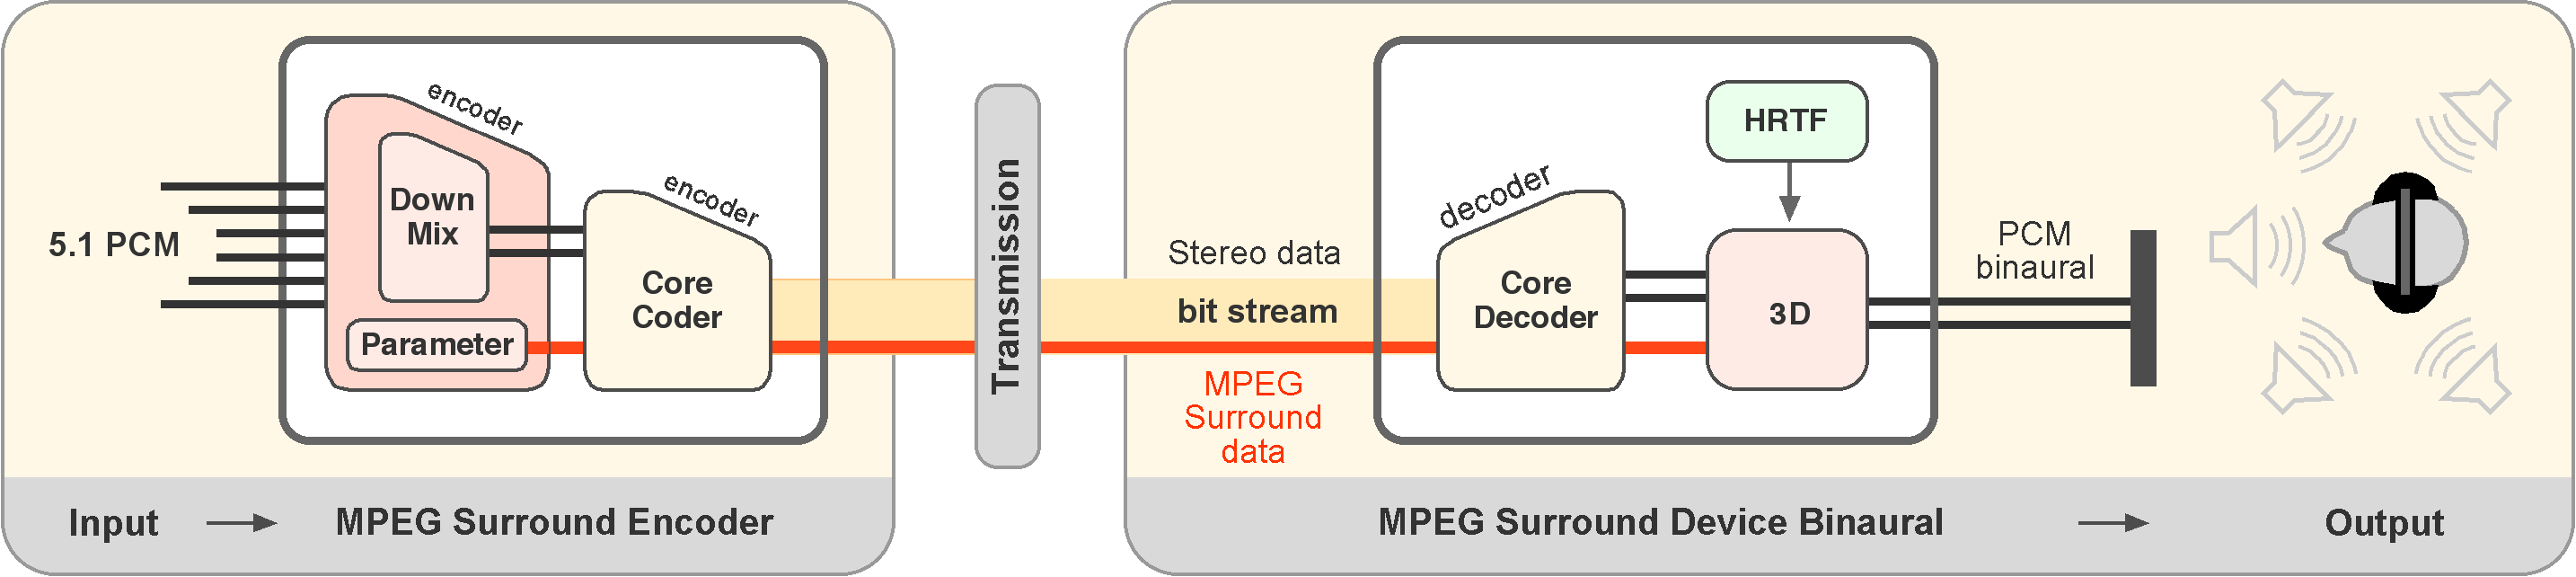 5.1 PCM
encoder
Down
Mix
Parameter
encoder
Core
Coder
Transmission
Stereo data
bit stream
MPEG
Surround
data
decoder
Core
Decoder
HRTF
3D
PCM
binaural
Input
MPEG Surround Encoder
MPEG Surround Device Binaural
Output